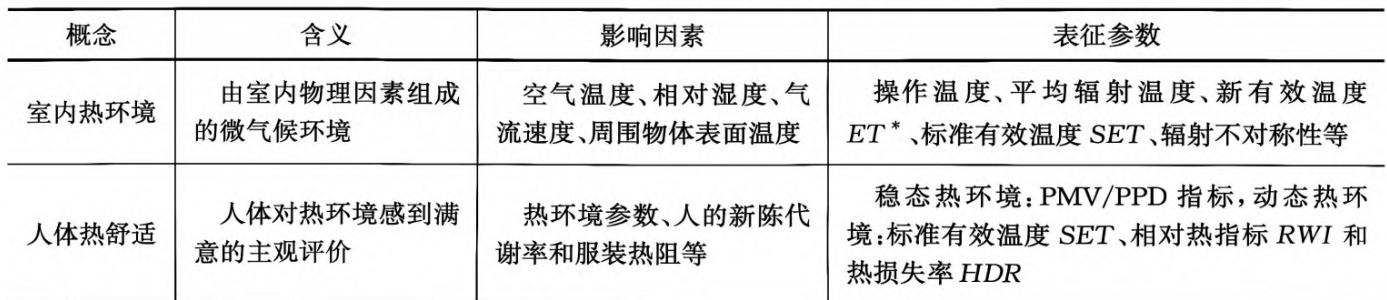 概念 含义 影响因素 表征参数
室内热环境
由室内物理因素组成
的微气候环境
空气温度、相对湿度、气
流速度、周围物体表面温度
操作温度、平均辐射温度、新有效温度
ET*、标准有效温度 SET、辐射不对称性等
人体热舒适
人体对热环境感到满
意的主观评价
热环境参数、人的新陈代
谢率和服装热阻等
稳态热环境:PMV/PPD 指标,动态热环
境:标准有效温度 SET、相对热指标 RWI 和
热损失率 HDR